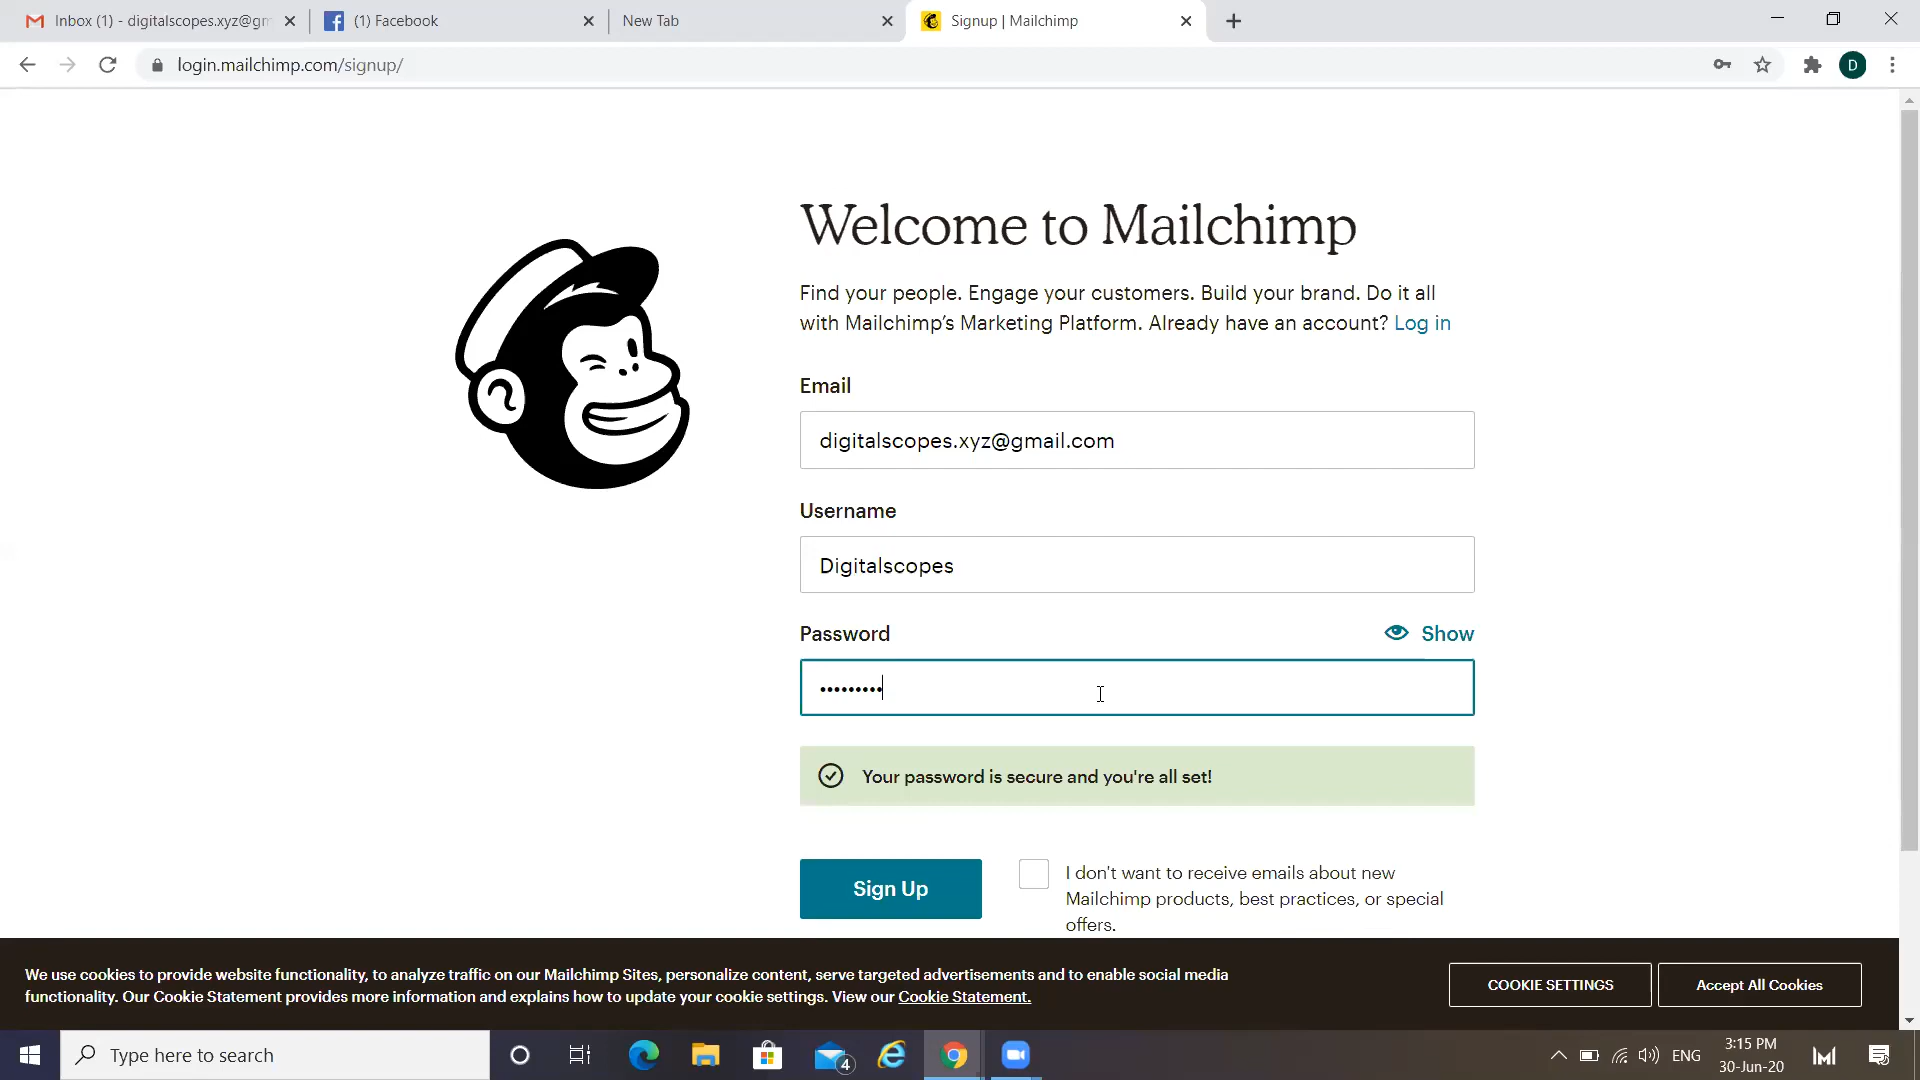 Inbox (1) - digitalscopes.xyz@gm
(1) Facebook
New Tab
Signup | Mailchimp
login.mailchimp.com/signup/
D
Welcome to Mailchimp
Find your people. Engage your customers. Build your brand. Do it all
with Mailchimp’s Marketing Platform. Already have an account? Log in
Email
digitalscopes.xyz@gmail.com
Username
Digitalscopes
Password
Show
•••••••••
Your password is secure and you're all set!
Sign Up
I don't want to receive emails about new
Mailchimp products, best practices, or special
offers.
We use cookies to provide website functionality, to analyze traffic on our Mailchimp Sites, personalize content, serve targeted advertisements and to enable social media
functionality. Our Cookie Statement provides more information and explains how to update your cookie settings. View our Cookie Statement.
COOKIE SETTINGS
Accept All Cookies
Type here to search
4
ENG
3:15 PM
30-Jun-20